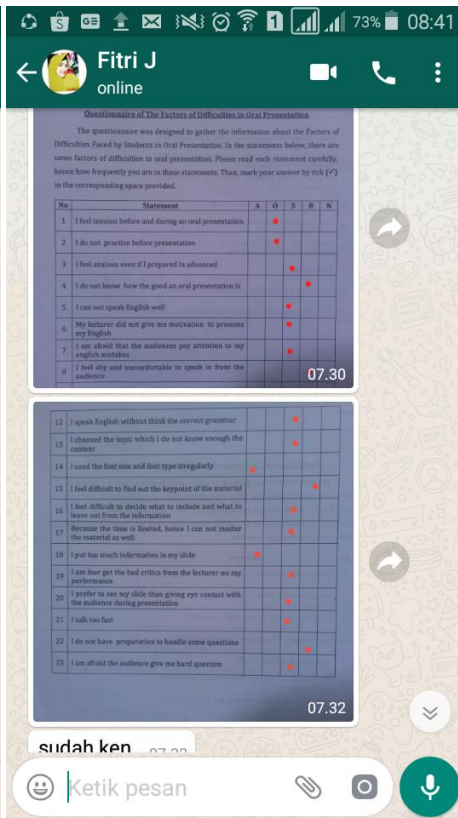 73% 08:41
Fitri J
online
Questionnaire of The Factors of Difficulties in Oral Presentation
The questionnaire was designed to gather the information about the Factors of
Difficulties Faced by Students in Oral Presentation. In the statements below, there are
some factors of difficulties in oral presentation. Please read each statement carefully,
hence how frequently you are in these statements. Than, mark your answer by tick (✓)
in the corresponding space provided.
No Statement A O S R N
1 I feel tension before and during an oral presentation
2 I do not practice before presentation
3 I feel anxious even if I prepared in advanced
4 I do not know how the good an oral presentation is
5 I can not speak English well
6 My lecturer did not give me motivation to promote
my English
7 I am afraid that the audiences pay attention to my
english mistakes
8 I feel shy and uncomfortable to speak in front the
audience
07.30
12 I speak English without think the correct grammar
13 I choosed the topic which I do not know enough the
content
14 I used the font size and font type irregularly
15 I feel difficult to find out the keypoint of the material
16 I feel difficult to decide what to include and what to
leave out from the information
17 Because the time is limited, hence I can not master
the material as well
18 I put too much information in my slide
19 I am fear get the bad critics from the lecturer on my
performance
20 I prefer to see my slide than giving eye contact with
the audience during presentation
21 I talk too fast
22 I do not have preparation to handle some questions
23 I am afraid the audience give me hard question
07.32
sudah ken
Ketik pesan